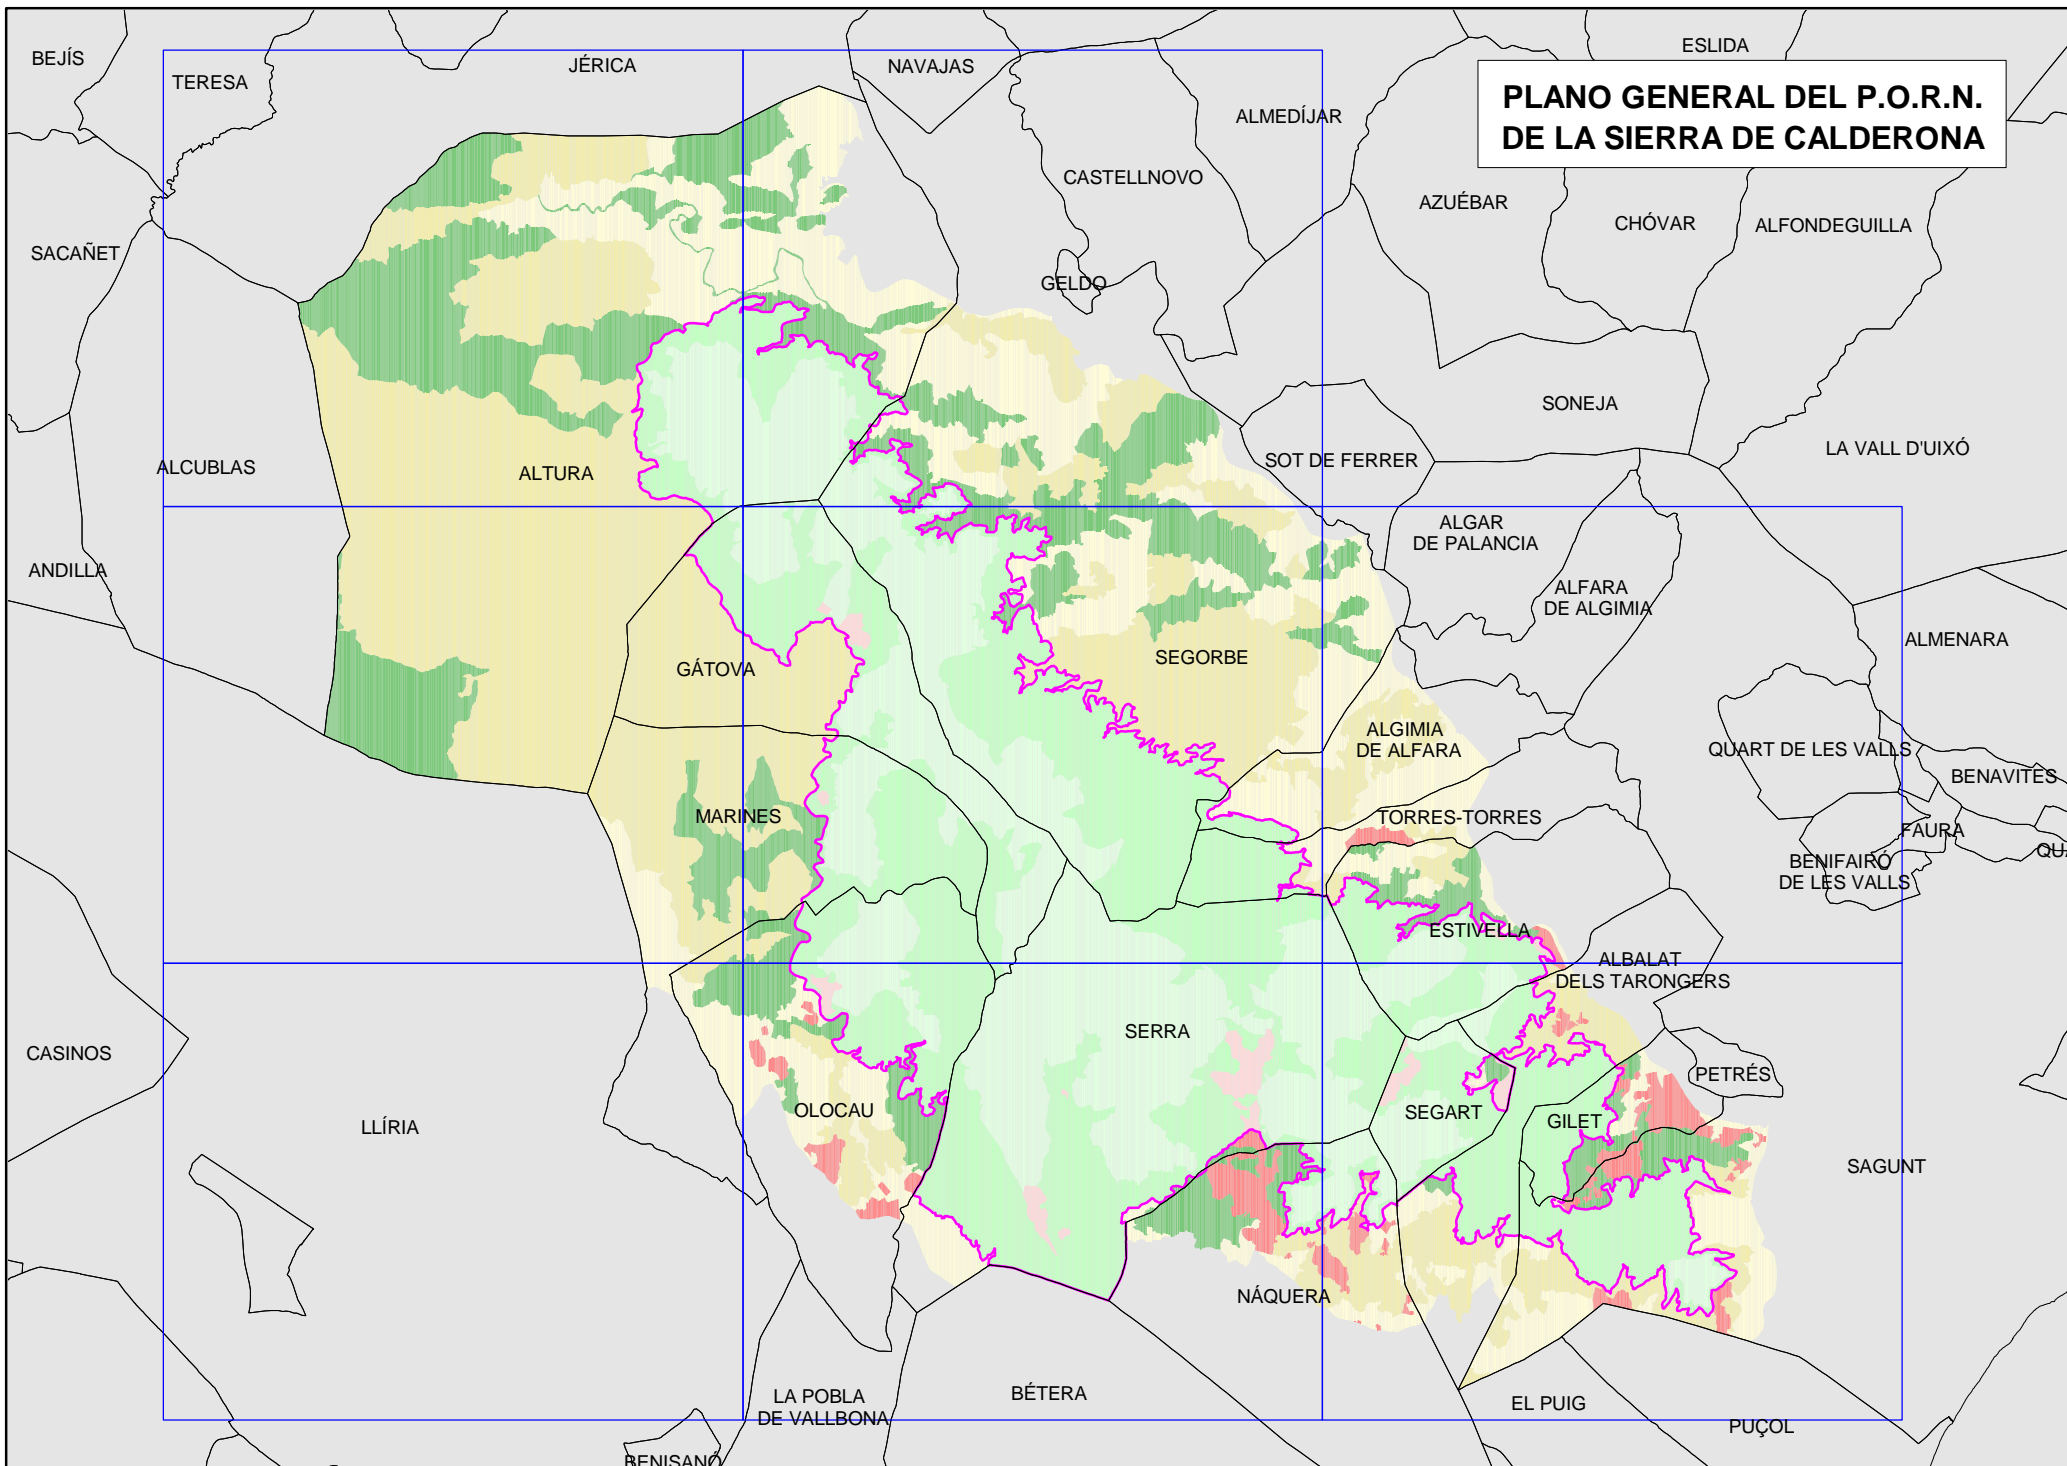 BEJÍS
TERESA
JÉRICA
NAVAJAS
ESLIDA
PLANO GENERAL DEL P.O.R.N.
DE LA SIERRA DE CALDERONA
ALMEDÍJAR
CASTELLNOVO
AZUÉBAR
CHÓVAR
ALFONDEGUILLA
SACAÑET
GELDO
SONEJA
ALCUBLAS
ALTURA
SOT DE FERRER
LA VALL D'UIXÓ
ALGAR
DE PALANCIA
ANDILLA
ALFARA
DE ALGIMIA
ALMENARA
GÁTOVA
SEGORBE
ALGIMIA
DE ALFARA
QUART DE LES VALLS
BENAVITES
MARINES
TORRES-TORRES
FAURA
QUA
BENIFAIRÓ
DE LES VALLS
ESTIVELLA
ALBALAT
DELS TARONGERS
SERRA
CASINOS
PETRÉS
OLOCAU
SEGART
GILET
LLÍRIA
SAGUNT
NÁQUERA
LA POBLA
DE VALLBONA
BÉTERA
EL PUIG
PUÇOL
BENISANÓ